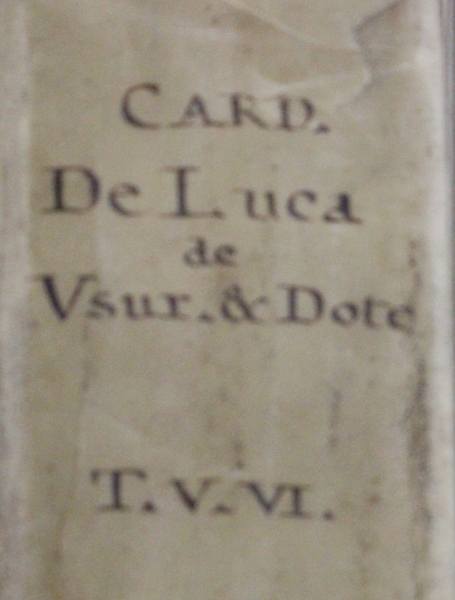 CARD.
De Luca
de
Vsur. & Dote
T. V. VI.